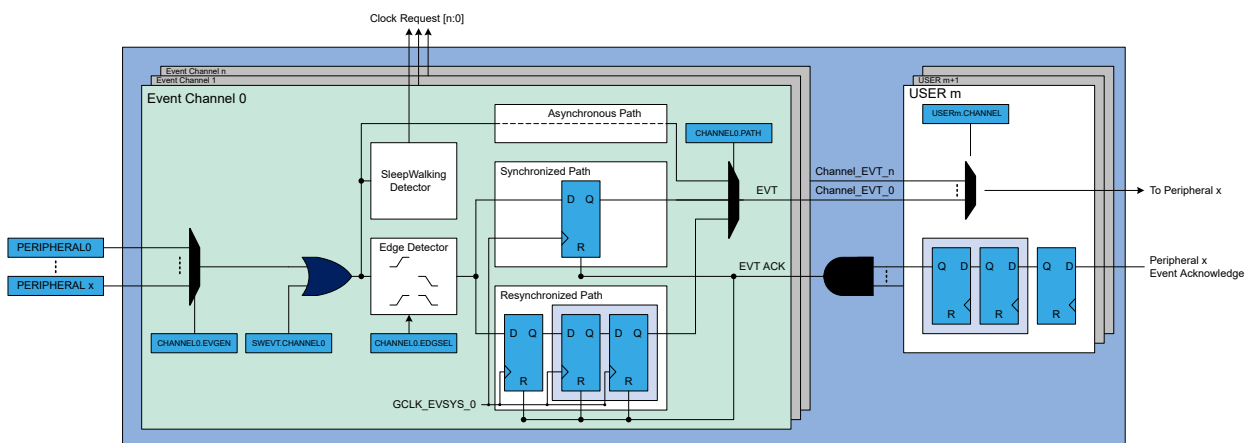 Clock Request [n:0]
Event Channel n
Event Channel 1
Event Channel 0
USER m+1
USER m
Asynchronous Path
CHANNEL0.PATH
USERm.CHANNEL
SleepWalking
Detector
Synchronized Path
D Q
R
EVT
Channel_EVT_n
Channel_EVT_0
To Peripheral x
PERIPHERAL0
PERIPHERAL x
Edge Detector
EVT ACK
Q D
R
Q D
R
Q D
R
Peripheral x
Event Acknowledge
CHANNEL0.EVGEN
SWEVT.CHANNEL0
CHANNEL0.EDGSEL
Resynchronized Path
D Q
R
D Q
R
D Q
R
GCLK_EVSYS_0